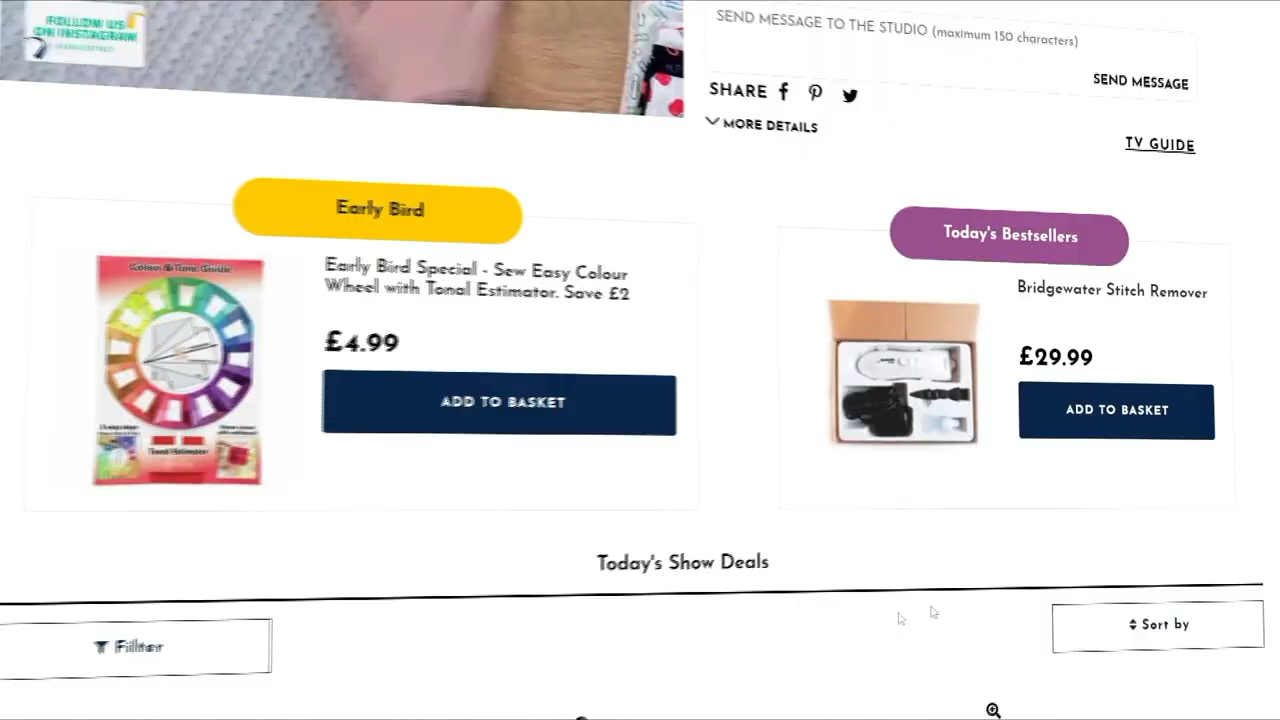 FOLLOW US
ON INSTAGRAM!
SEND MESSAGE TO THE STUDIO (maximum 150 characters)
SEND MESSAGE
SHARE
MORE DETAILS
TV GUIDE
Early Bird
Today's Bestsellers
Early Bird Special - Sew Easy Colour
Wheel with Tonal Estimator. Save £2
£4.99
ADD TO BASKET
Bridgewater Stitch Remover
£29.99
ADD TO BASKET
Tonal Estimator
Today's Show Deals
Filter
Sort by